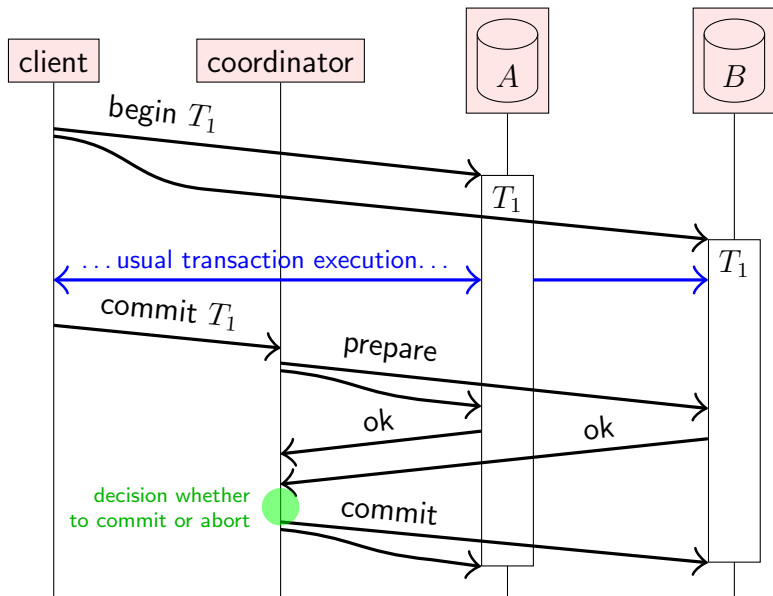 client
coordinator
A
B
begin T₁
T₁
T₁
...usual transaction execution...
commit T₁
prepare
ok
ok
decision whether
to commit or abort
commit